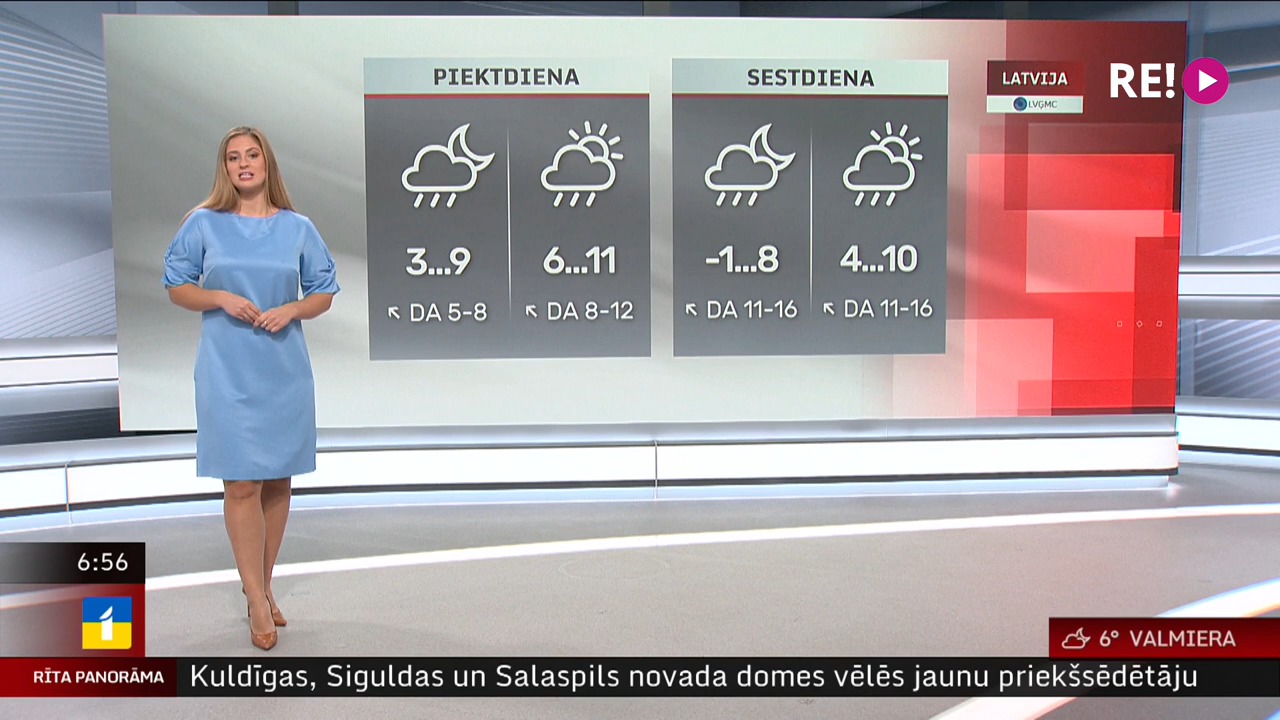 PIEKTDIENA
3...9
6...11
DA 5-8
DA 8-12
SESTDIENA
-1...8
4...10
DA 11-16
DA 11-16
LATVIJA
LVĢMC
RE!
6:56
1
6° VALMIERA
RĪTA PANORĀMA
Kuldīgas, Siguldas un Salaspils novada domes vēlēs jaunu priekšsēdētāju